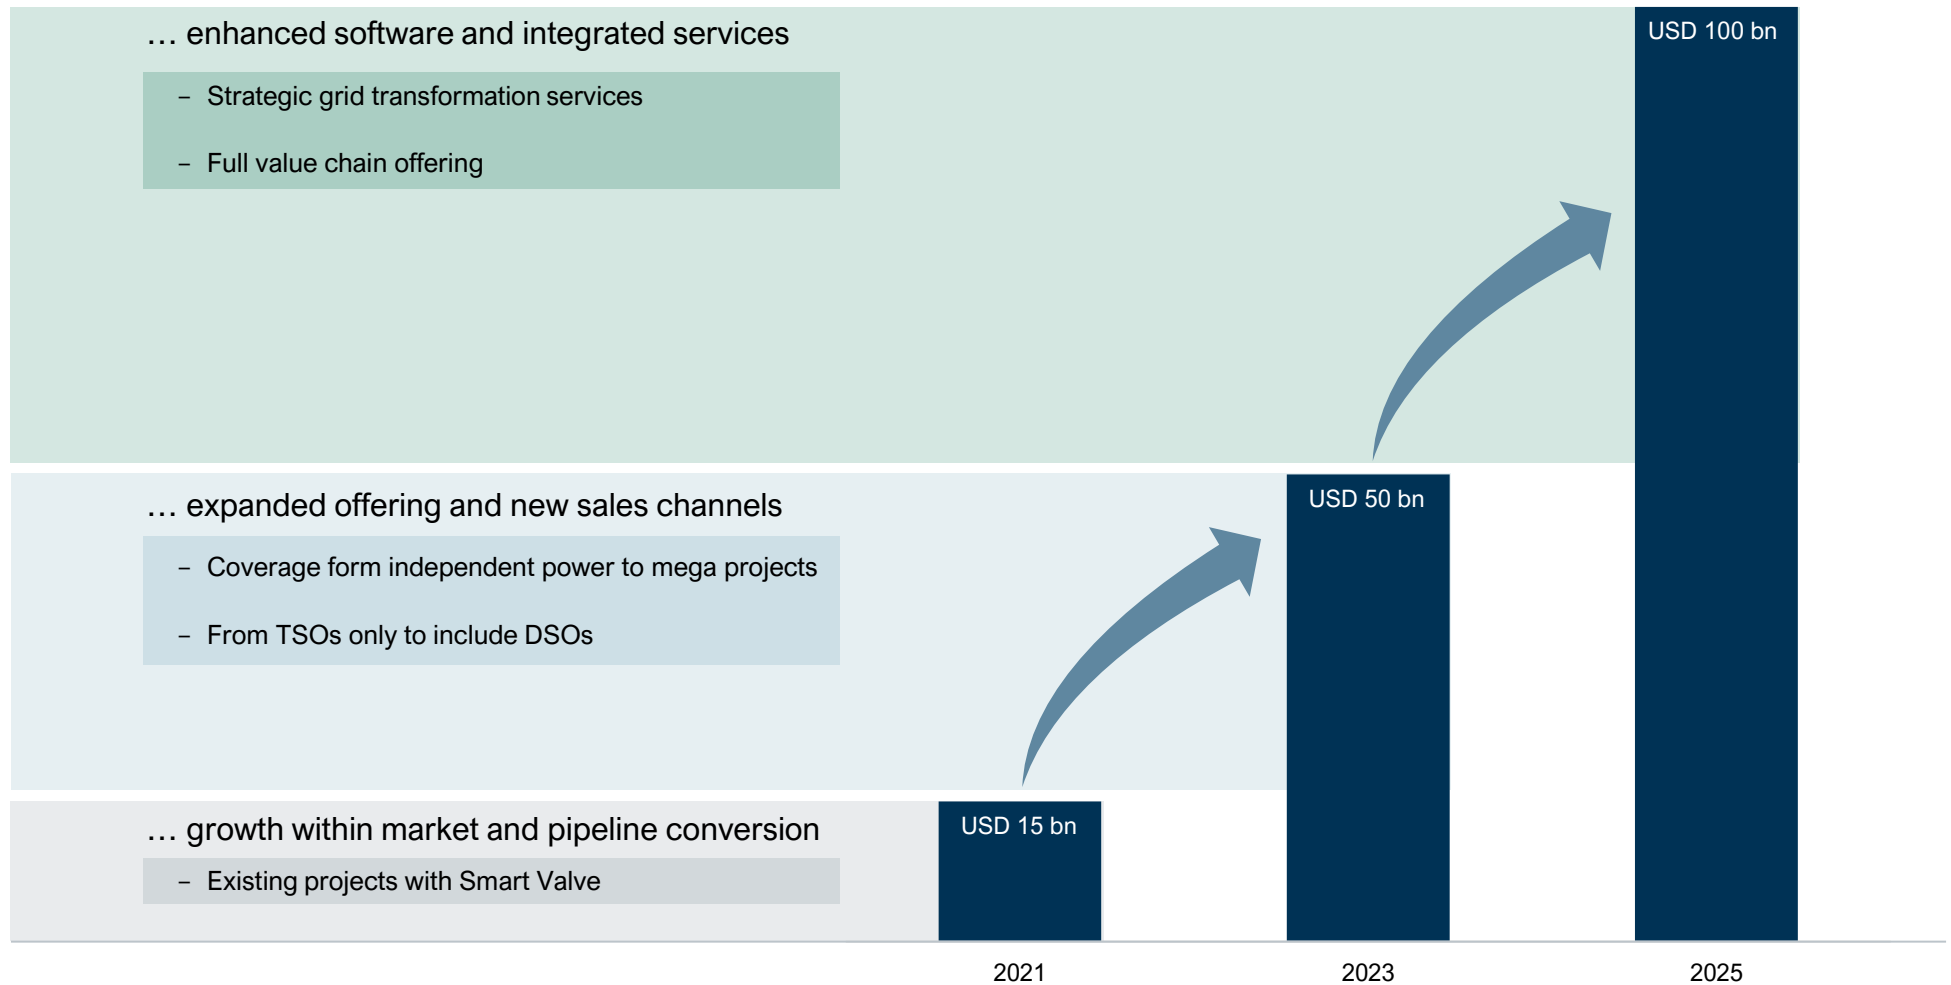 … enhanced software and integrated services
USD 100 bn
– Strategic grid transformation services
– Full value chain offering
… expanded offering and new sales channels
USD 50 bn
– Coverage form independent power to mega projects
– From TSOs only to include DSOs
… growth within market and pipeline conversion
USD 15 bn
– Existing projects with Smart Valve
2021
2023
2025